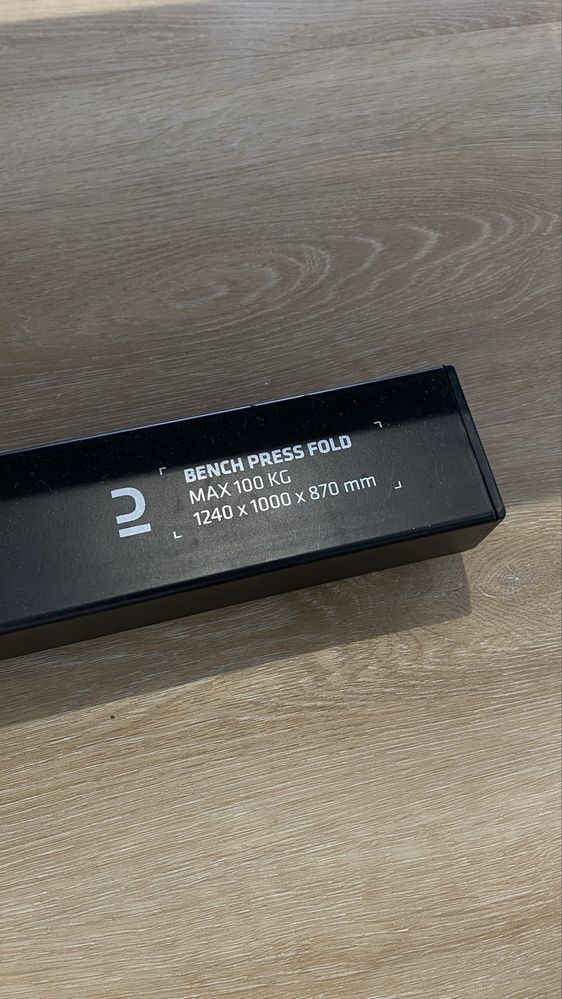 BENCH PRESS FOLD
MAX 100 KG
1240 x 1000 x 870 mm